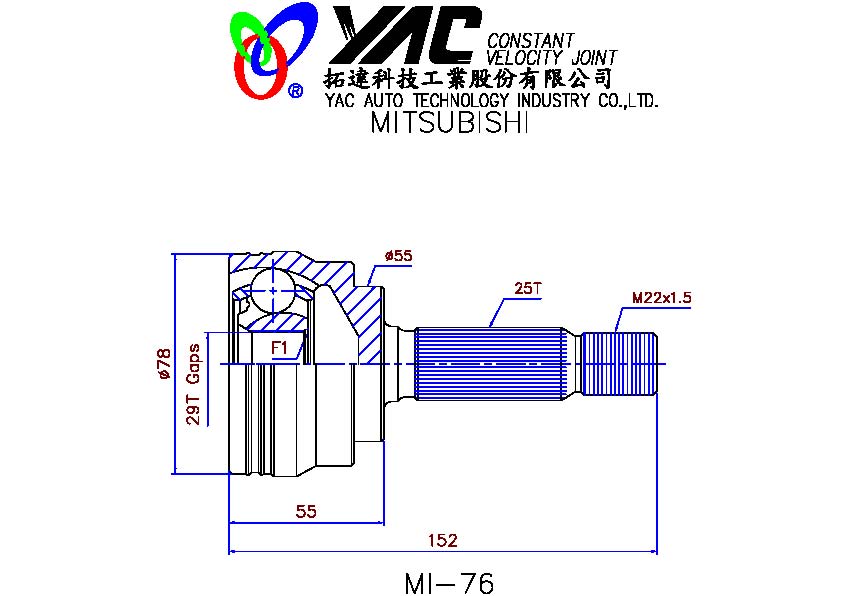 YAC CONSTANT
VELOCITY JOINT
®
拓達科技工業股份有限公司
YAC AUTO TECHNOLOGY INDUSTRY CO.,LTD.
MITSUBISHI
ø55
25T
M22x1.5
F1
ø78
29T Gaps
55
152
MI-76